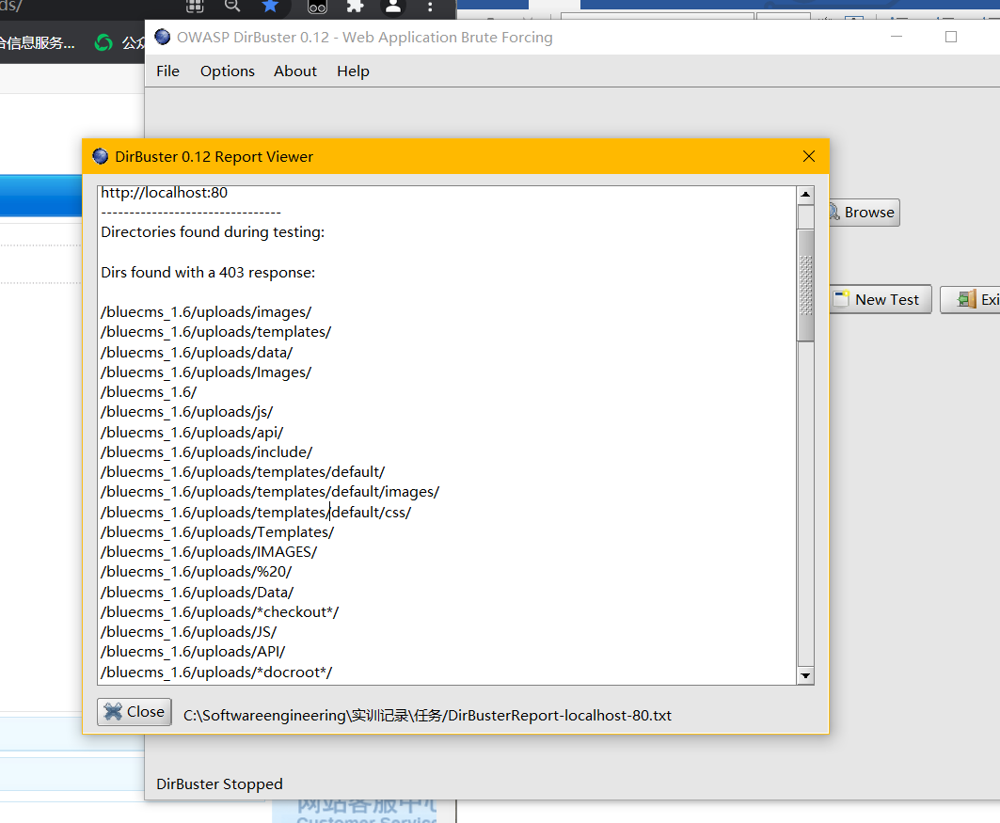 ds/
合信息服务...
公众
OWASP DirBuster 0.12 - Web Application Brute Forcing
File Options About Help
DirBuster 0.12 Report Viewer
http://localhost:80
--------------------------------
Directories found during testing:
Dirs found with a 403 response:
/bluecms_1.6/uploads/images/
/bluecms_1.6/uploads/templates/
/bluecms_1.6/uploads/data/
/bluecms_1.6/uploads/Images/
/bluecms_1.6/
/bluecms_1.6/uploads/js/
/bluecms_1.6/uploads/api/
/bluecms_1.6/uploads/include/
/bluecms_1.6/uploads/templates/default/
/bluecms_1.6/uploads/templates/default/images/
/bluecms_1.6/uploads/templates/default/css/
/bluecms_1.6/uploads/Templates/
/bluecms_1.6/uploads/IMAGES/
/bluecms_1.6/uploads/%20/
/bluecms_1.6/uploads/Data/
/bluecms_1.6/uploads/*checkout*/
/bluecms_1.6/uploads/JS/
/bluecms_1.6/uploads/API/
/bluecms_1.6/uploads/*docroot*/
Browse
New Test
Exi
Close
C:\Softwareengineering\实训记录\任务/DirBusterReport-localhost-80.txt
DirBuster Stopped
网站客服中心
Customer Service